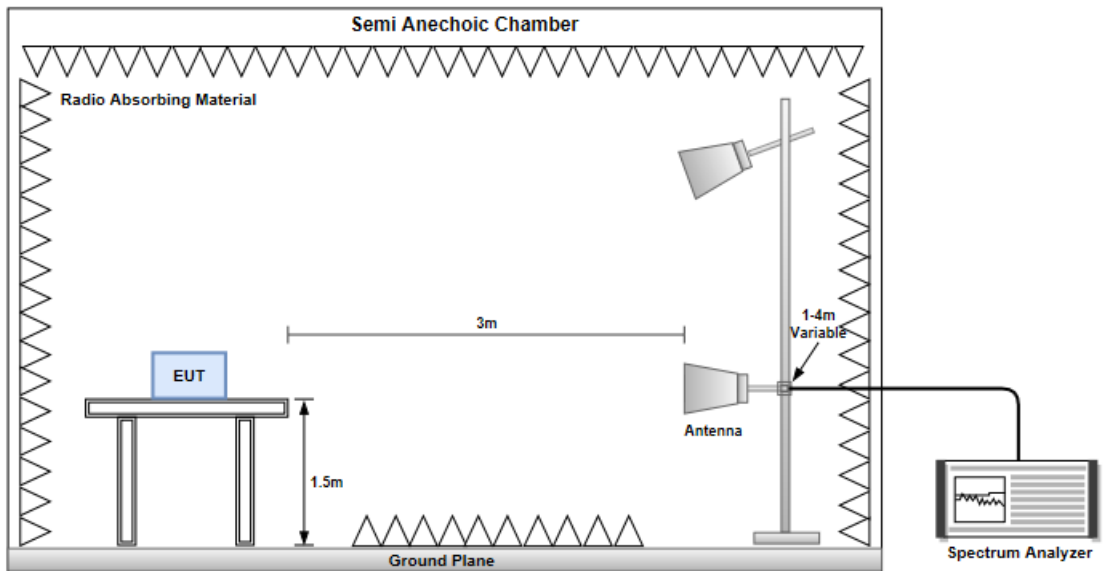 Semi Anechoic Chamber
Radio Absorbing Material
3m
1-4m
Variable
EUT
Antenna
1.5m
Ground Plane
Spectrum Analyzer